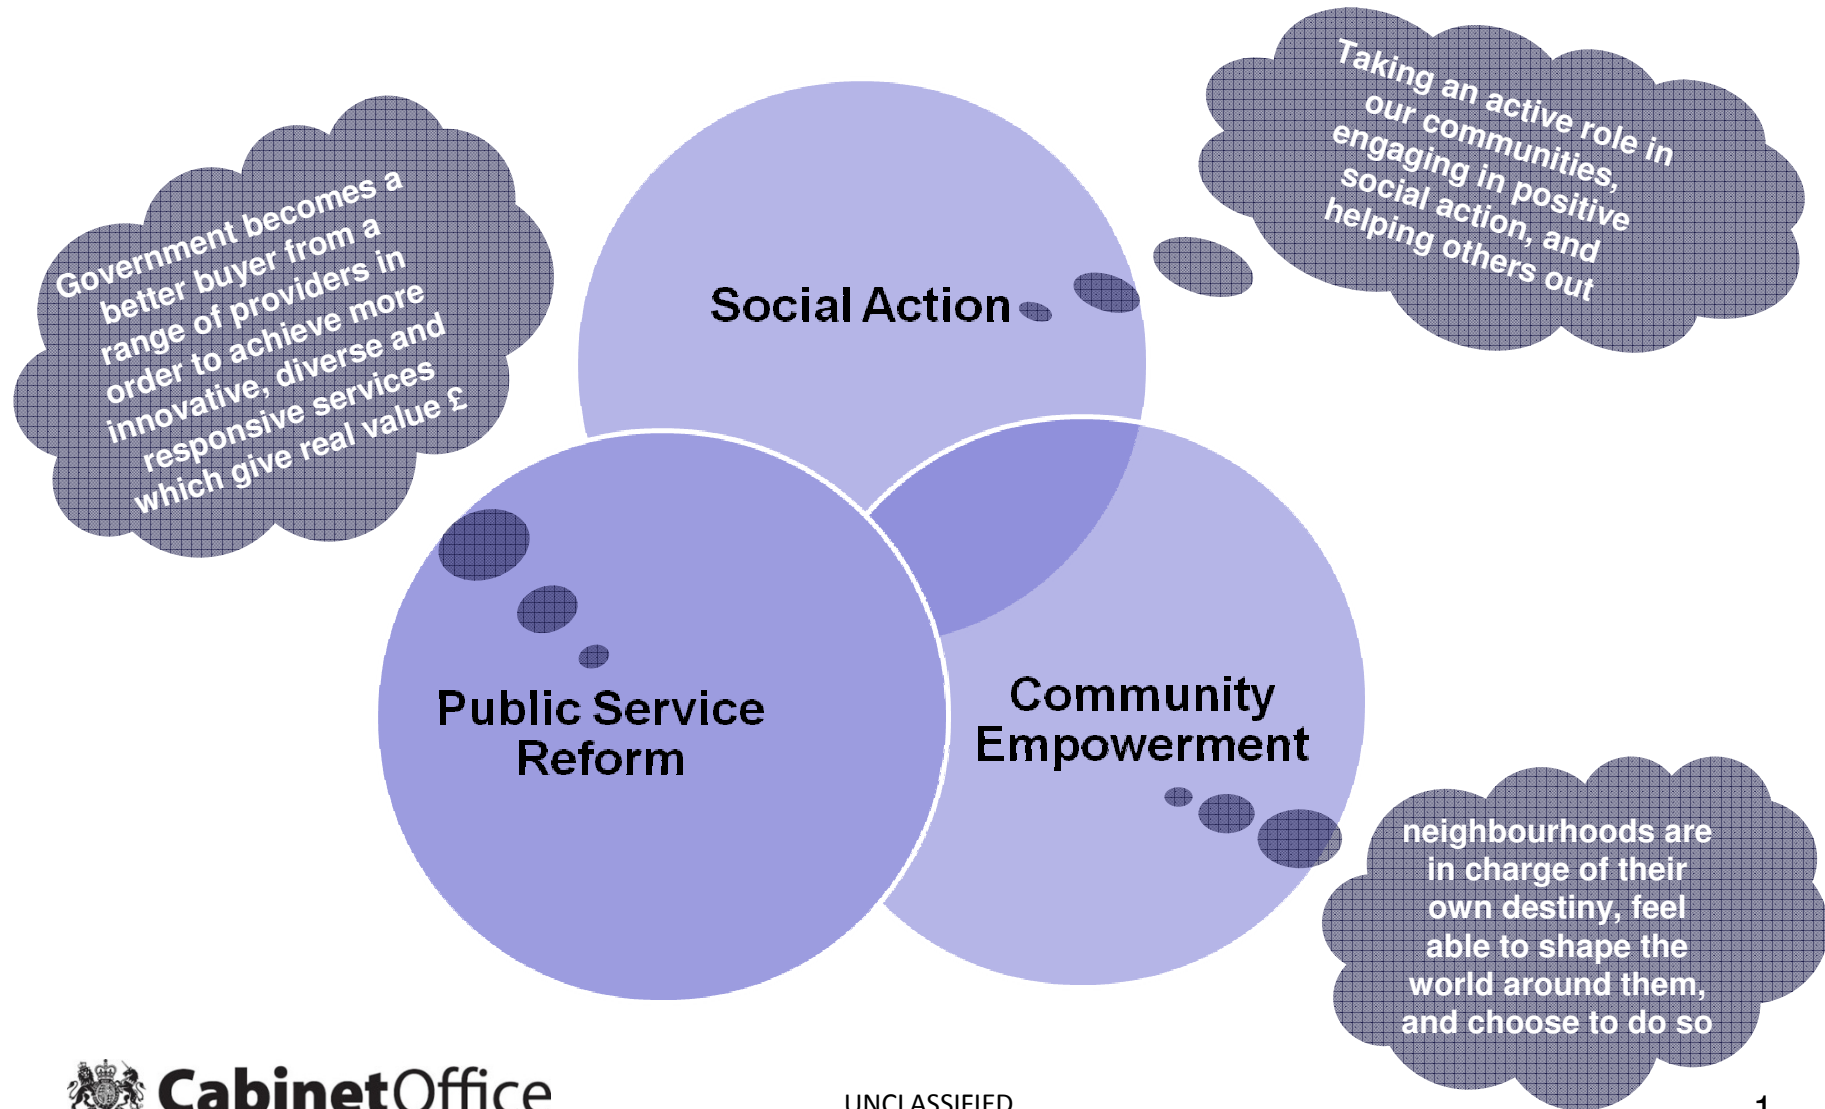 Taking an active role in
our communities,
engaging in positive
social action, and
helping others out
Government becomes a
better buyer from a
range of providers in
order to achieve more
innovative, diverse and
responsive services
which give real value £
Social Action
Public Service
Reform
Community
Empowerment
neighbourhoods are
in charge of their
own destiny, feel
able to shape the
world around them,
and choose to do so
CabinetOffice
UNCLASSIFIED
1